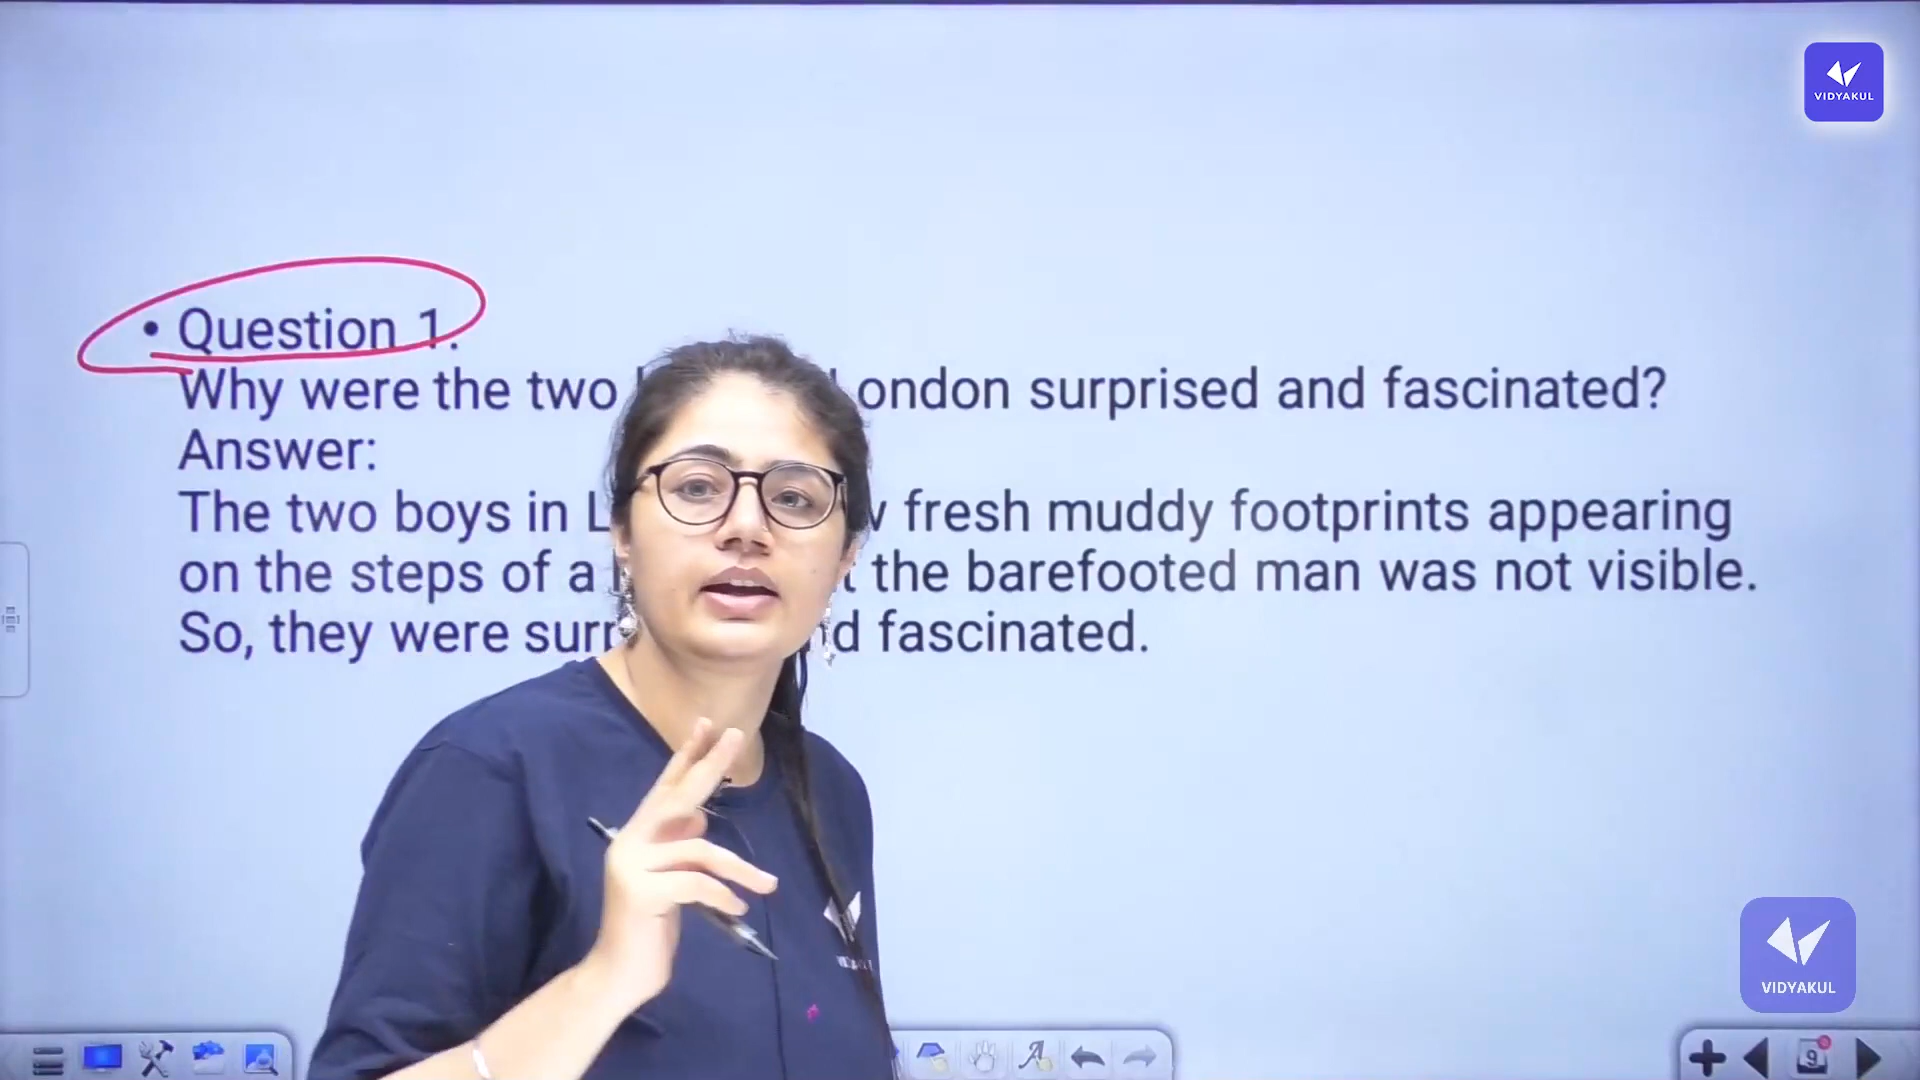 VIDYAKUL
• Question 1.
Why were the two ondon surprised and fascinated?
Answer:
The two boys in L fresh muddy footprints appearing
on the steps of a the barefooted man was not visible.
So, they were fascinated.
VIDYAKUL
9